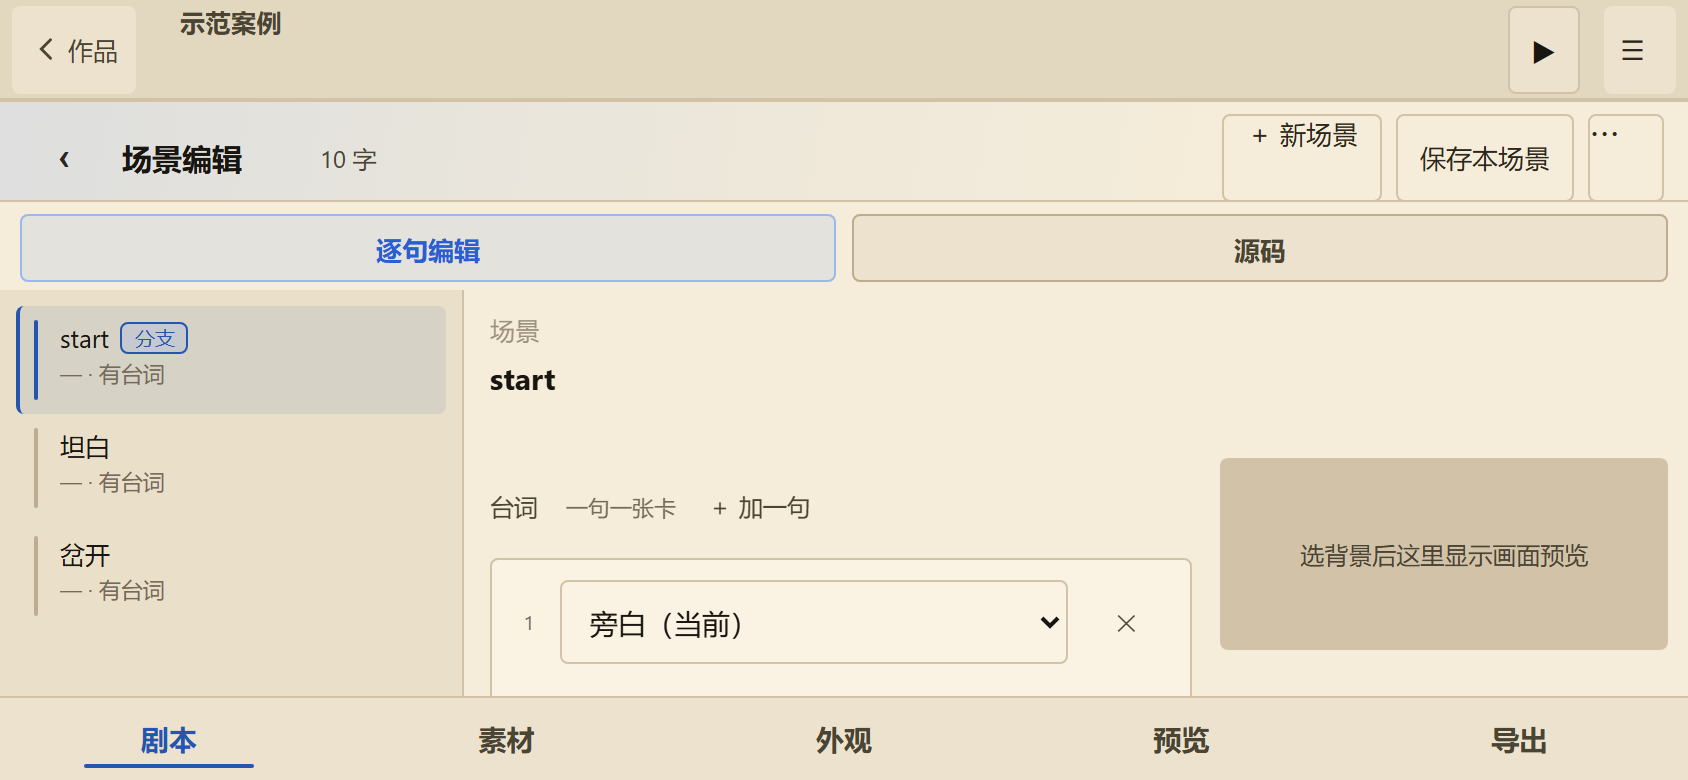 作品
示范案例
▶
☰
场景编辑
10 字
+ 新场景
保存本场景
...
逐句编辑
源码
start 分支
— · 有台词
坦白
— · 有台词
岔开
— · 有台词
场景
start
台词 一句一张卡 + 加一句
1 旁白（当前）
选背景后这里显示画面预览
剧本
素材
外观
预览
导出